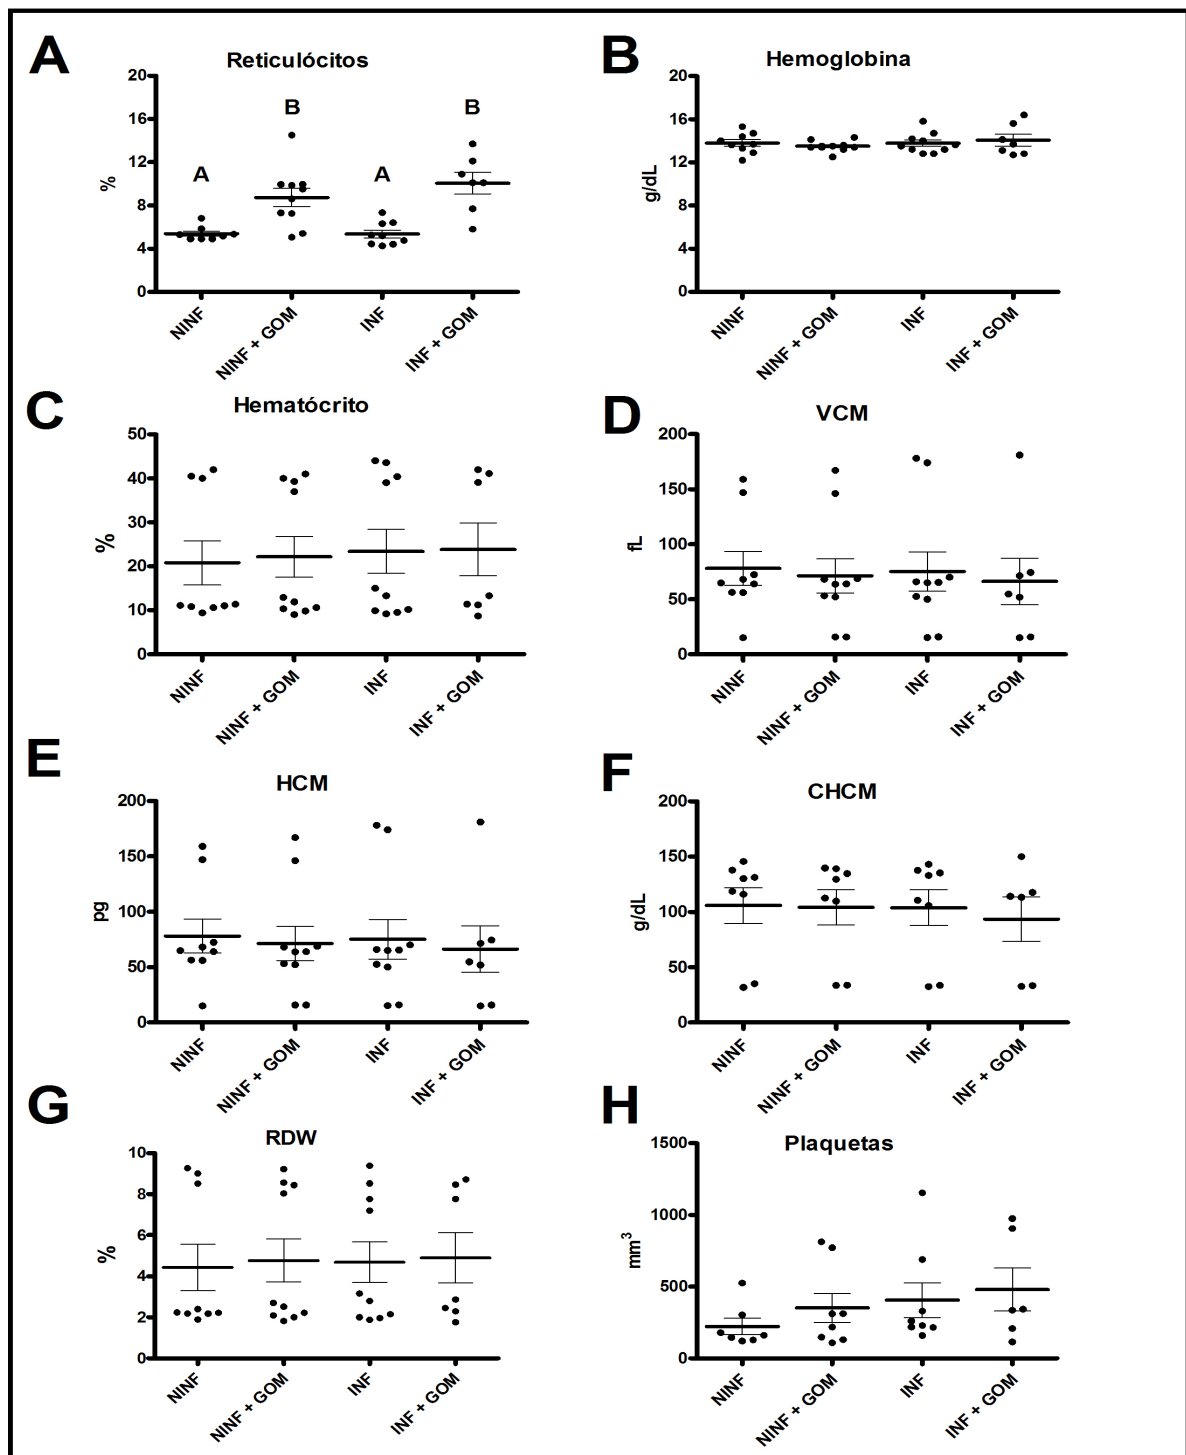 A
Reticulócitos
%
20
16
12
8
4
0
A
B
A
B
NINF
NINF + GOM
INF
INF + GOM
B
Hemoglobina
g/dL
20
16
12
8
4
0
NINF
NINF + GOM
INF
INF + GOM
C
Hematócrito
%
50
40
30
20
10
0
NINF
NINF + GOM
INF
INF + GOM
D
VCM
fL
200
150
100
50
0
NINF
NINF + GOM
INF
INF + GOM
E
HCM
pg
200
150
100
50
0
NINF
NINF + GOM
INF
INF + GOM
F
CHCM
g/dL
200
150
100
50
0
NINF
NINF + GOM
INF
INF + GOM
G
RDW
%
10
8
6
4
2
0
NINF
NINF + GOM
INF
INF + GOM
H
Plaquetas
mm³
1500
1000
500
0
NINF
NINF + GOM
INF
INF + GOM